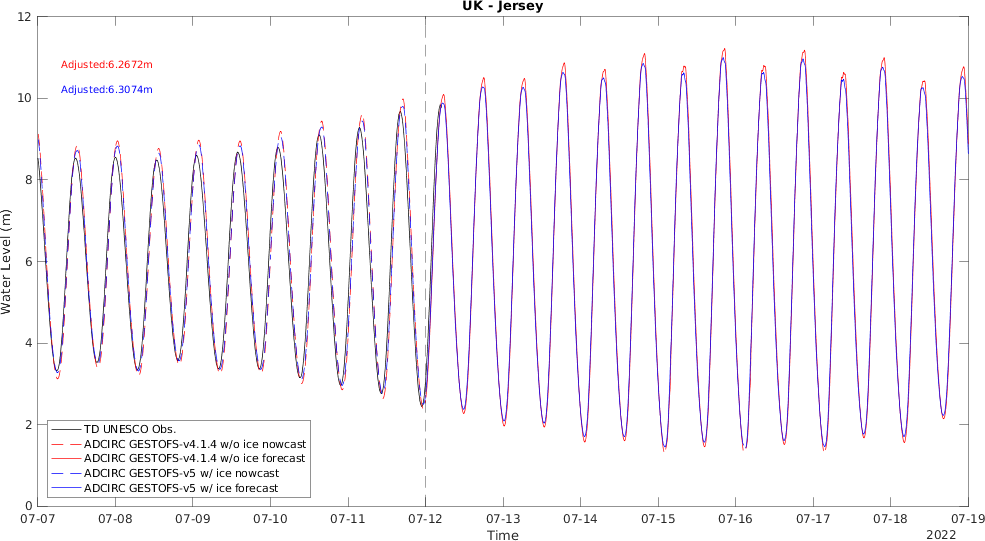 UK - Jersey
12
10
8
6
4
2
0
Water Level (m)
Adjusted:6.2672m
Adjusted:6.3074m
TD UNESCO Obs.
ADCIRC GESTOFS-v4.1.4 w/o ice nowcast
ADCIRC GESTOFS-v4.1.4 w/o ice forecast
ADCIRC GESTOFS-v5 w/ ice nowcast
ADCIRC GESTOFS-v5 w/ ice forecast
07-07 07-08 07-09 07-10 07-11 07-12 07-13 07-14 07-15 07-16 07-17 07-18 07-19
Time
2022